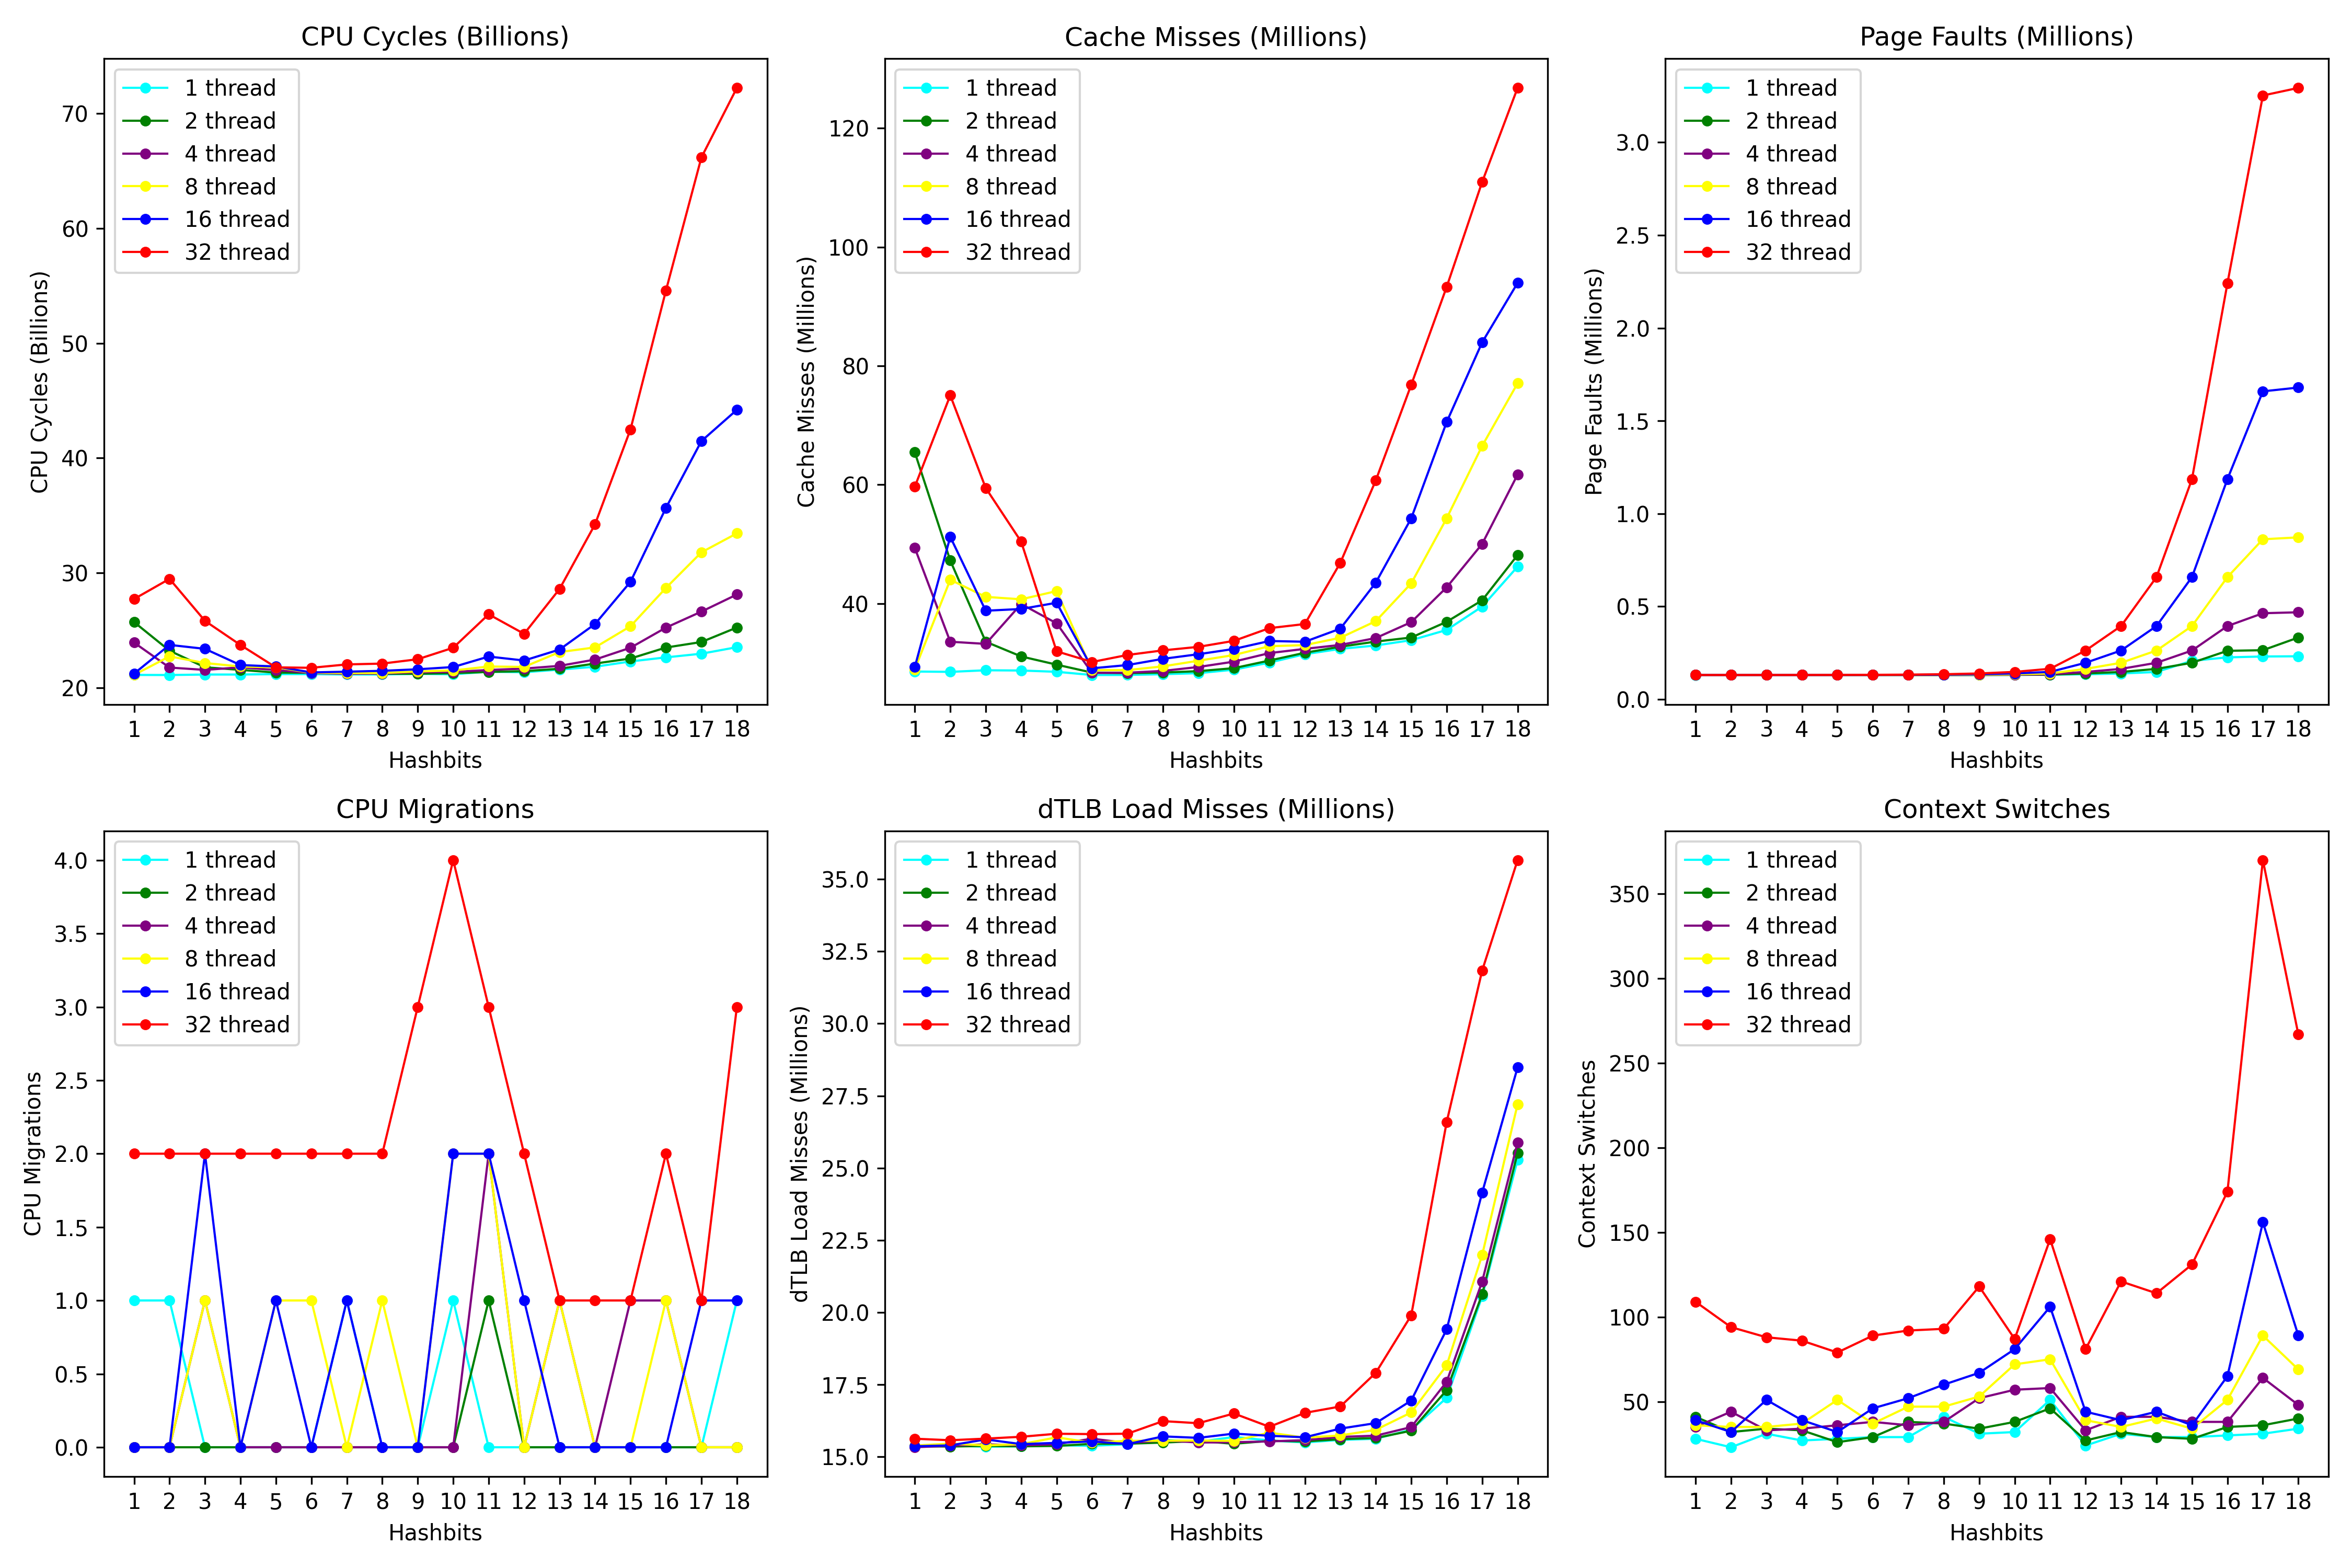 CPU Cycles (Billions)
CPU Cycles (Billions)
70
60
50
40
30
20
1 thread
2 thread
4 thread
8 thread
16 thread
32 thread
1 2 3 4 5 6 7 8 9 10 11 12 13 14 15 16 17 18
Hashbits
Cache Misses (Millions)
Cache Misses (Millions)
120
100
80
60
40
1 thread
2 thread
4 thread
8 thread
16 thread
32 thread
1 2 3 4 5 6 7 8 9 10 11 12 13 14 15 16 17 18
Hashbits
Page Faults (Millions)
Page Faults (Millions)
3.0
2.5
2.0
1.5
1.0
0.5
0.0
1 thread
2 thread
4 thread
8 thread
16 thread
32 thread
1 2 3 4 5 6 7 8 9 10 11 12 13 14 15 16 17 18
Hashbits
CPU Migrations
CPU Migrations
4.0
3.5
3.0
2.5
2.0
1.5
1.0
0.5
0.0
1 thread
2 thread
4 thread
8 thread
16 thread
32 thread
1 2 3 4 5 6 7 8 9 10 11 12 13 14 15 16 17 18
Hashbits
dTLB Load Misses (Millions)
dTLB Load Misses (Millions)
35.0
32.5
30.0
27.5
25.0
22.5
20.0
17.5
15.0
1 thread
2 thread
4 thread
8 thread
16 thread
32 thread
1 2 3 4 5 6 7 8 9 10 11 12 13 14 15 16 17 18
Hashbits
Context Switches
Context Switches
350
300
250
200
150
100
50
1 thread
2 thread
4 thread
8 thread
16 thread
32 thread
1 2 3 4 5 6 7 8 9 10 11 12 13 14 15 16 17 18
Hashbits